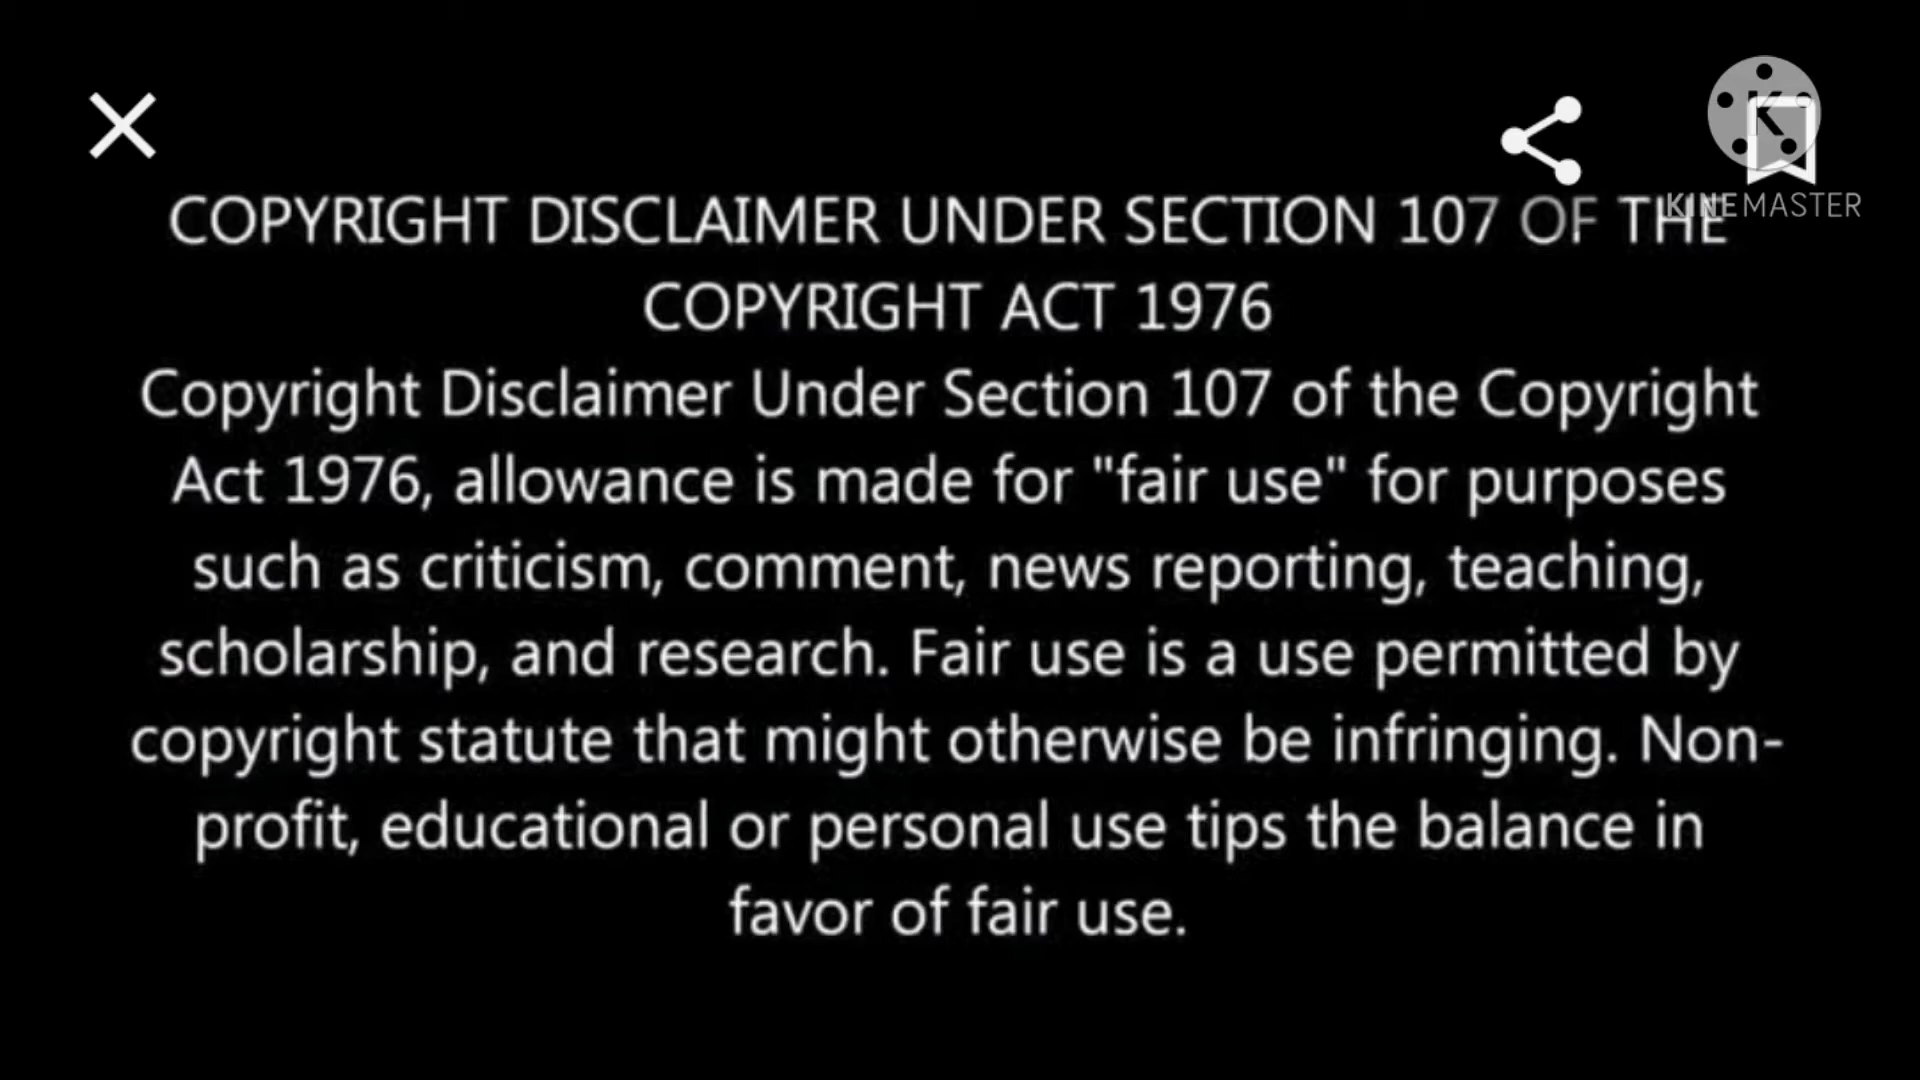 K
KINEMASTER
COPYRIGHT DISCLAIMER UNDER SECTION 107 OF THE
COPYRIGHT ACT 1976
Copyright Disclaimer Under Section 107 of the Copyright
Act 1976, allowance is made for "fair use" for purposes
such as criticism, comment, news reporting, teaching,
scholarship, and research. Fair use is a use permitted by
copyright statute that might otherwise be infringing. Non-
profit, educational or personal use tips the balance in
favor of fair use.